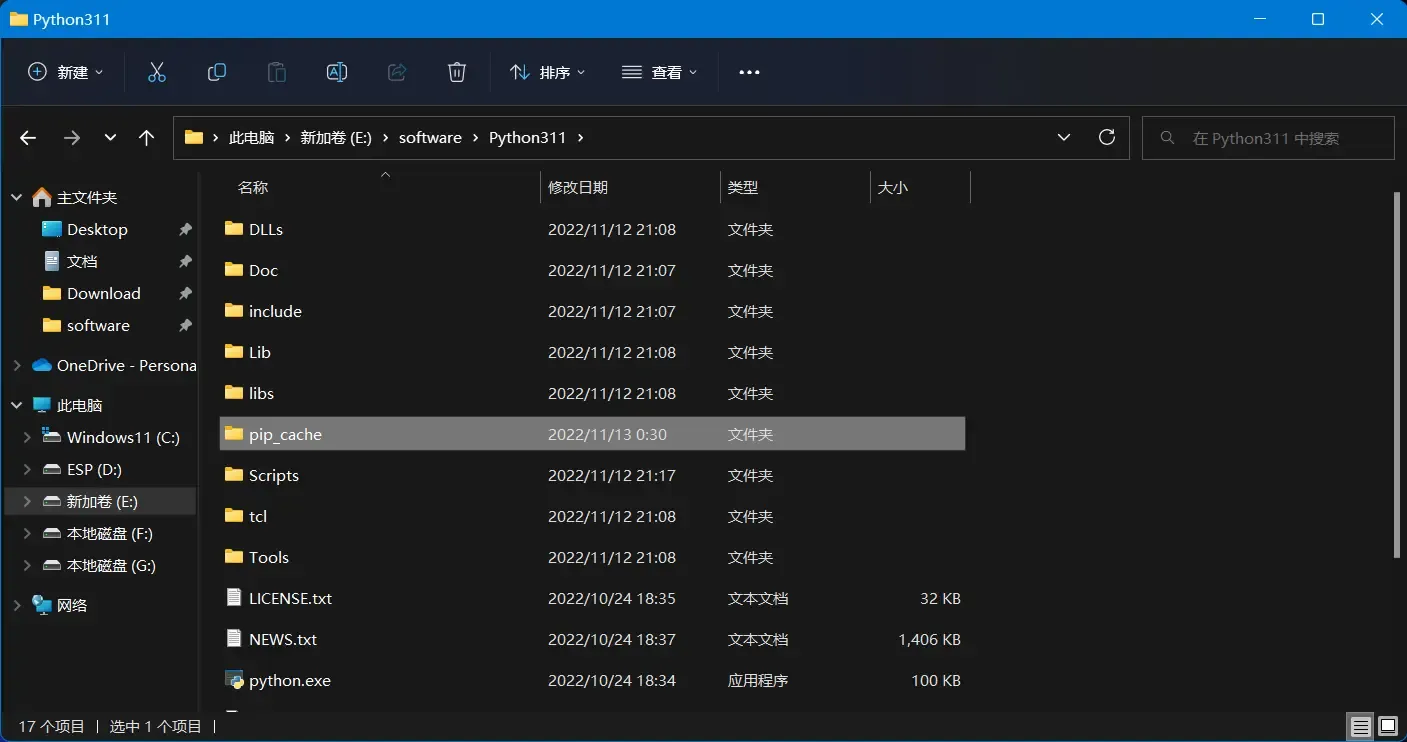 Python311
新建 排序 查看
此电脑 新加卷 (E:) software Python311 在 Python311 中搜索
名称 修改日期 类型 大小
主文件夹
Desktop
文档
Download
software
OneDrive - Persona
此电脑
Windows11 (C:)
ESP (D:)
新加卷 (E:)
本地磁盘 (F:)
本地磁盘 (G:)
网络
DLLs 2022/11/12 21:08 文件夹
Doc 2022/11/12 21:07 文件夹
include 2022/11/12 21:07 文件夹
Lib 2022/11/12 21:08 文件夹
libs 2022/11/12 21:08 文件夹
pip_cache 2022/11/13 0:30 文件夹
Scripts 2022/11/12 21:17 文件夹
tcl 2022/11/12 21:08 文件夹
Tools 2022/11/12 21:08 文件夹
LICENSE.txt 2022/10/24 18:35 文本文档 32 KB
NEWS.txt 2022/10/24 18:37 文本文档 1,406 KB
python.exe 2022/10/24 18:34 应用程序 100 KB
17 个项目 选中 1 个项目